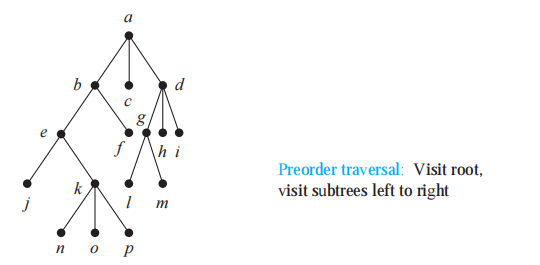 a
b
c
d
e
f
g
h i
j
k
l
m
n
o
p
Preorder traversal: Visit root,
visit subtrees left to right